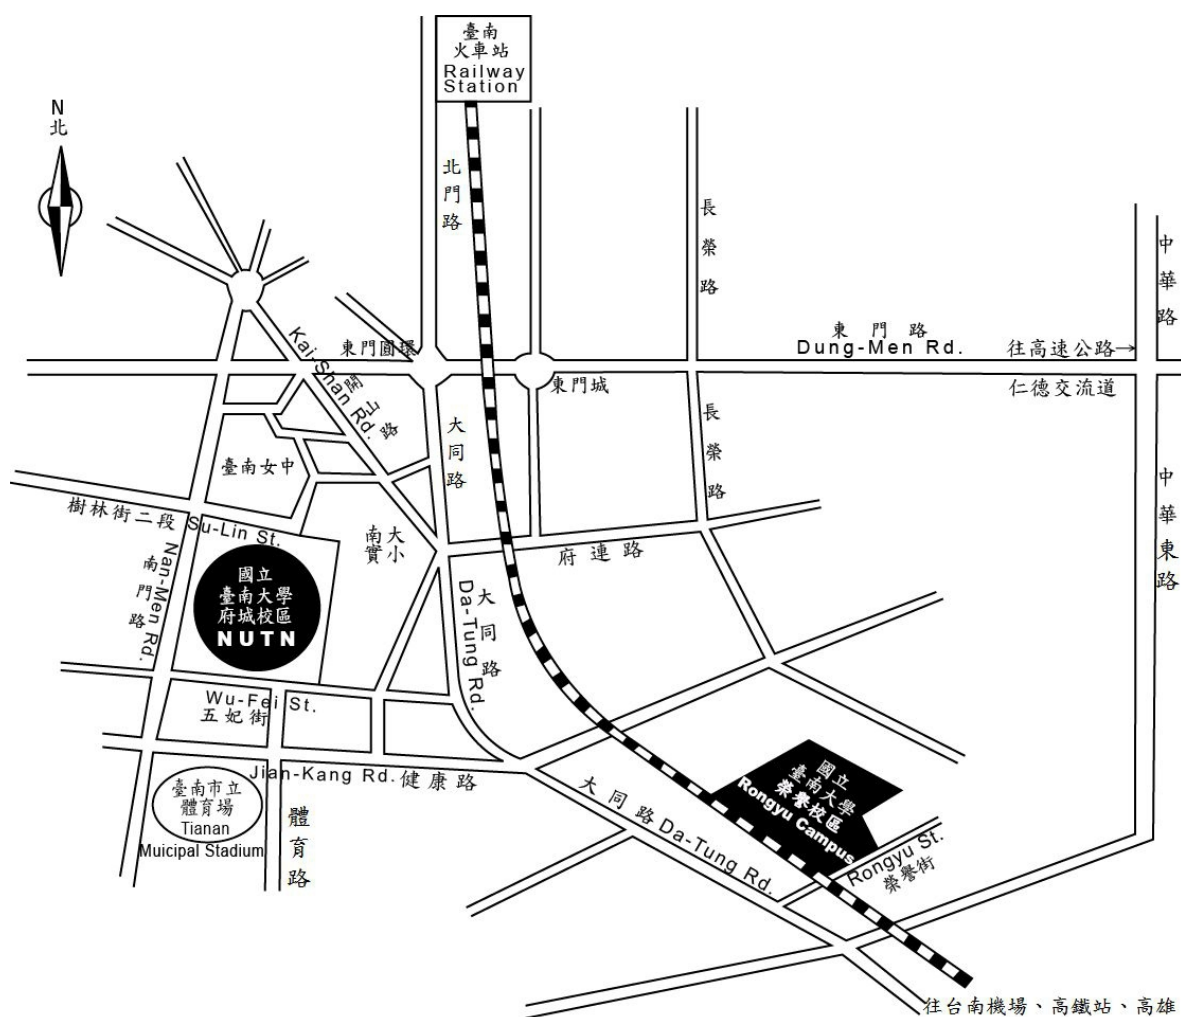 臺南
火車站
Railway
Station
N
北
北門路
長榮路
中華路
東門路
Dung-Men Rd.
往高速公路→
仁德交流道
東門圓環
東門城
Kai-Shan Rd.
開山路
大同路
長榮路
中華東路
臺南女中
樹林街二段 Su-Lin St.
南大
實小
府連路
Nan-Men Rd.
南門路
國立
臺南大學
府城校區
NUTN
大同路
Da-Tung Rd.
Wu-Fei St.
五妃街
Jian-Kang Rd. 健康路
臺南市立
體育場
Tianan
Muicipal Stadium
體育路
大同路 Da-Tung Rd.
國立
臺南大學
榮譽校區
Rongyu Campus
Rongyu St.
榮譽街
往台南機場、高鐵站、高雄